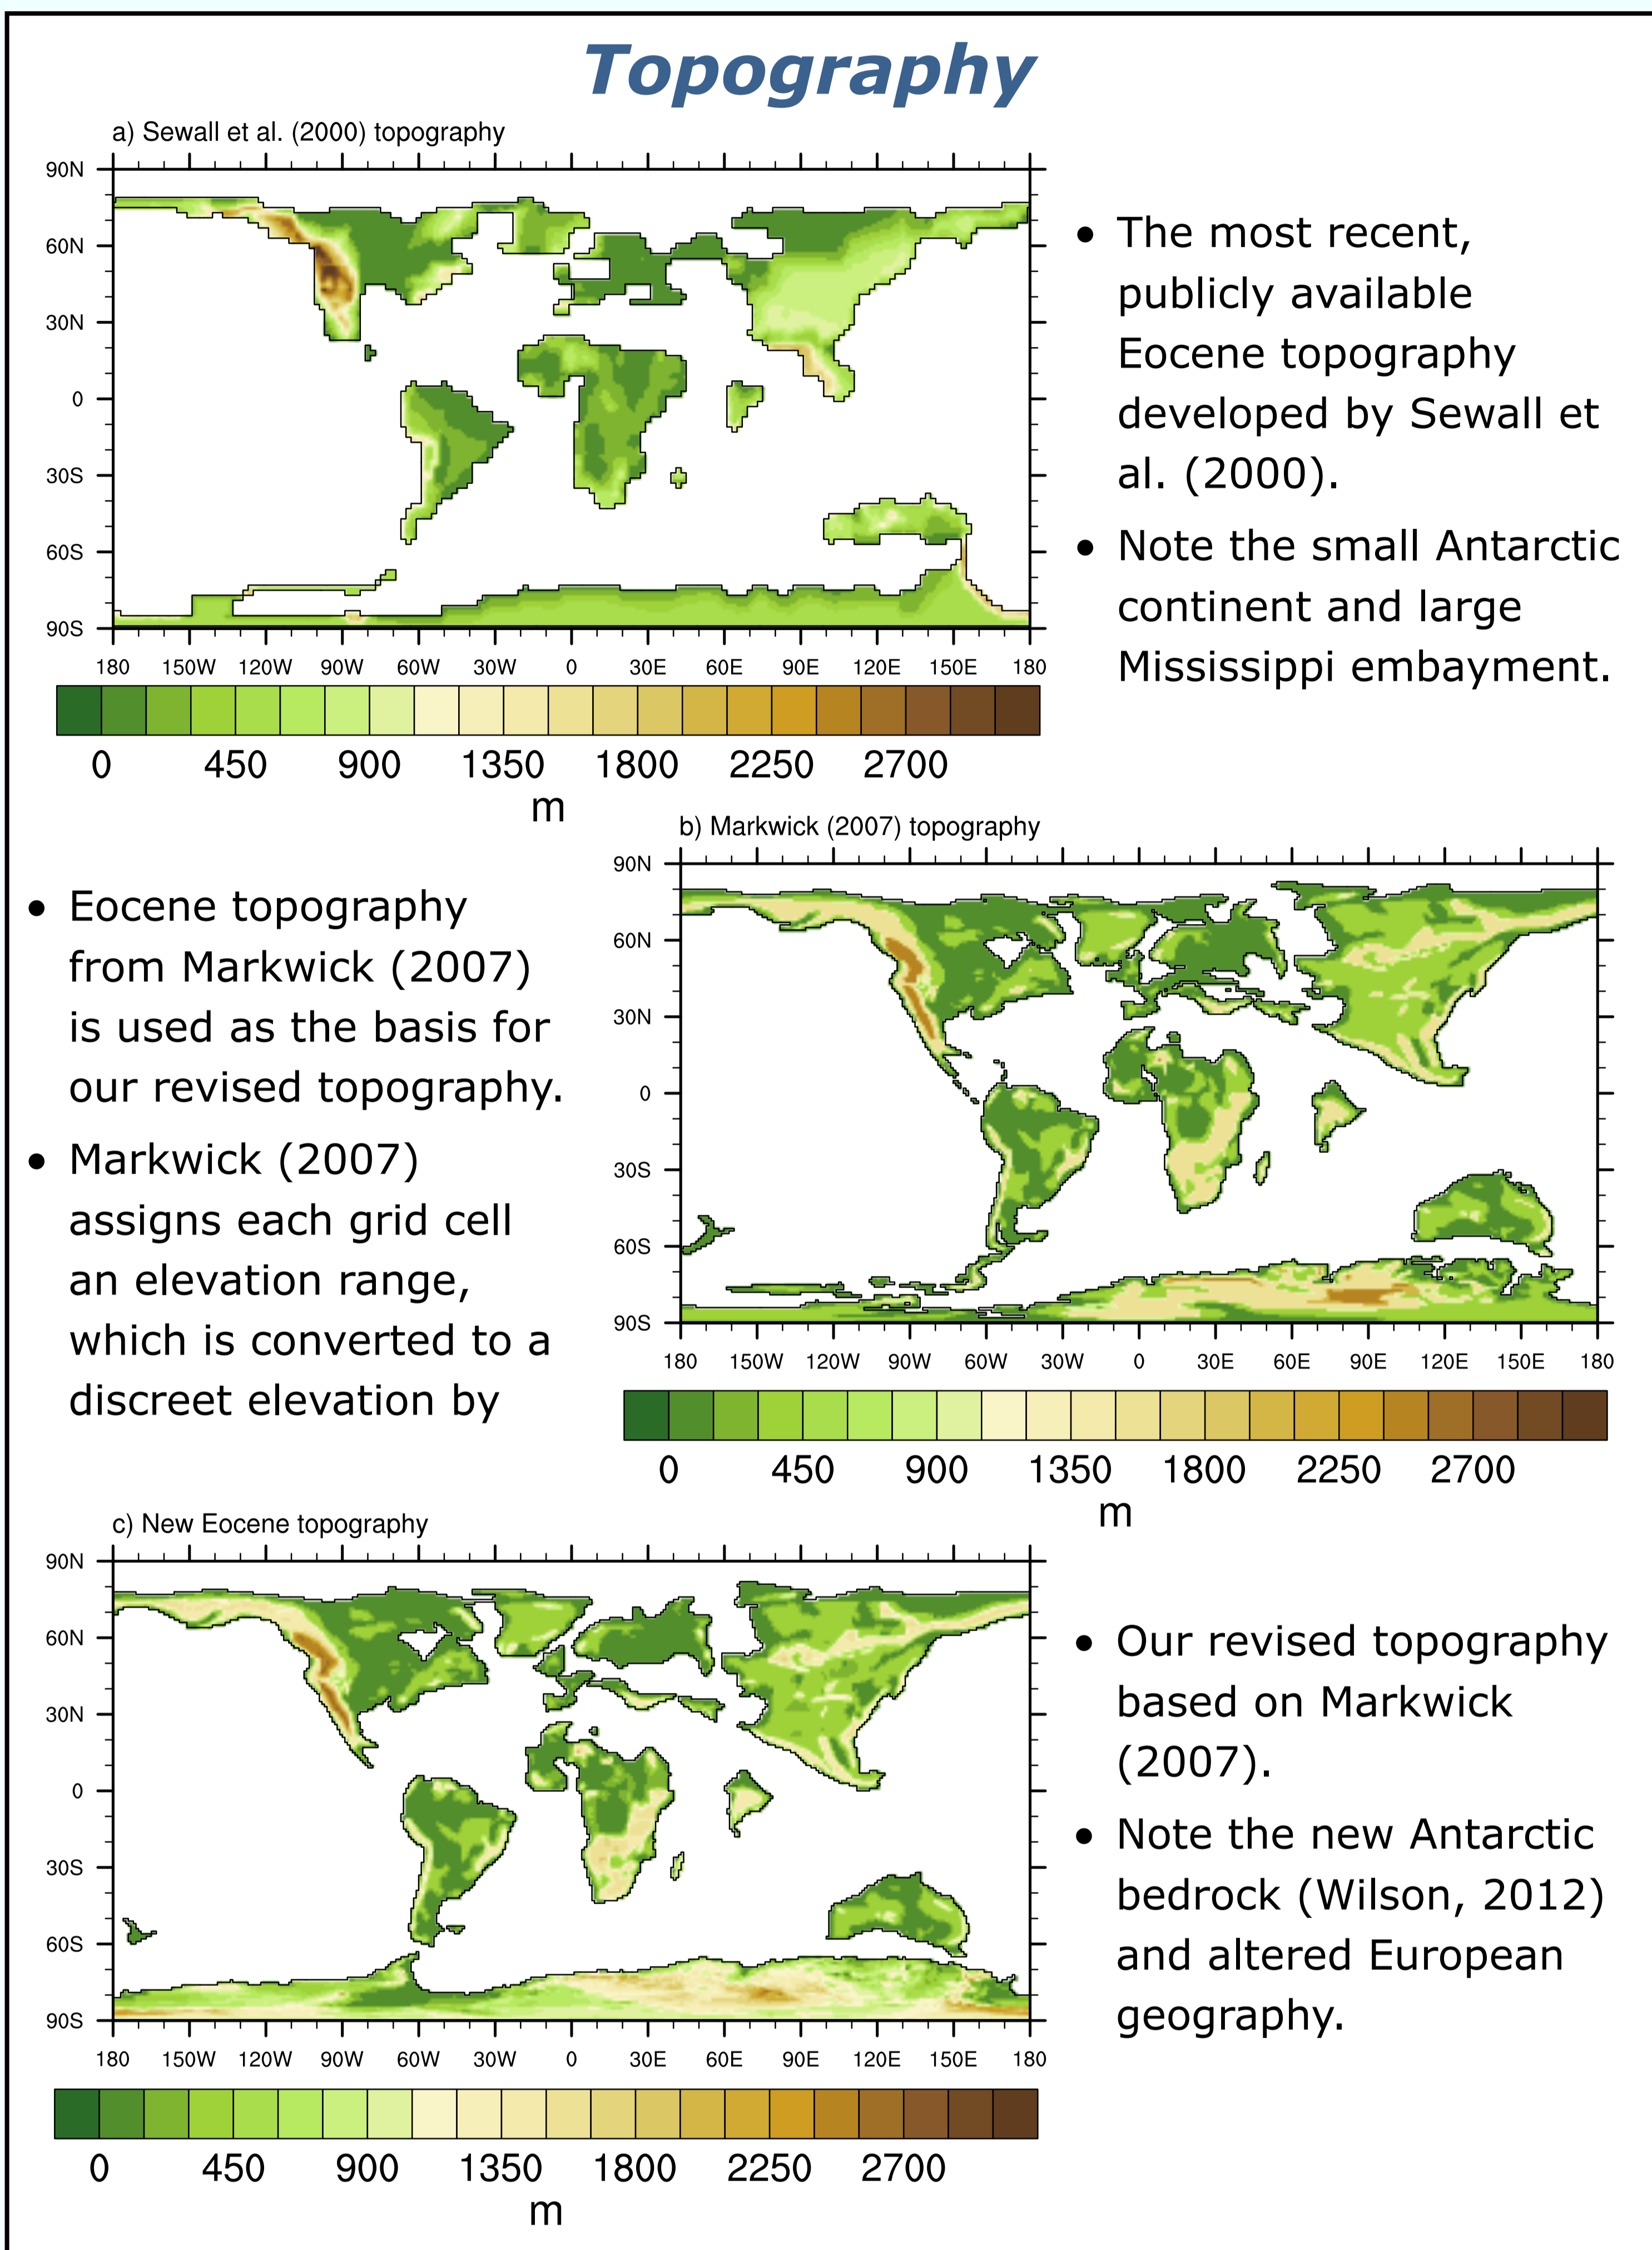 Topography
a) Sewall et al. (2000) topography
90N
60N
30N
0
30S
60S
90S
180 150W 120W 90W 60W 30W 0 30E 60E 90E 120E 150E 180
0 450 900 1350 1800 2250 2700
m
• The most recent,
publicly available
Eocene topography
developed by Sewall et
al. (2000).
• Note the small Antarctic
continent and large
Mississippi embayment.
• Eocene topography
from Markwick (2007)
is used as the basis for
our revised topography.
• Markwick (2007)
assigns each grid cell
an elevation range,
which is converted to a
discreet elevation by
b) Markwick (2007) topography
90N
60N
30N
0
30S
60S
90S
180 150W 120W 90W 60W 30W 0 30E 60E 90E 120E 150E 180
0 450 900 1350 1800 2250 2700
m
c) New Eocene topography
90N
60N
30N
0
30S
60S
90S
180 150W 120W 90W 60W 30W 0 30E 60E 90E 120E 150E 180
0 450 900 1350 1800 2250 2700
m
• Our revised topography
based on Markwick
(2007).
• Note the new Antarctic
bedrock (Wilson, 2012)
and altered European
geography.